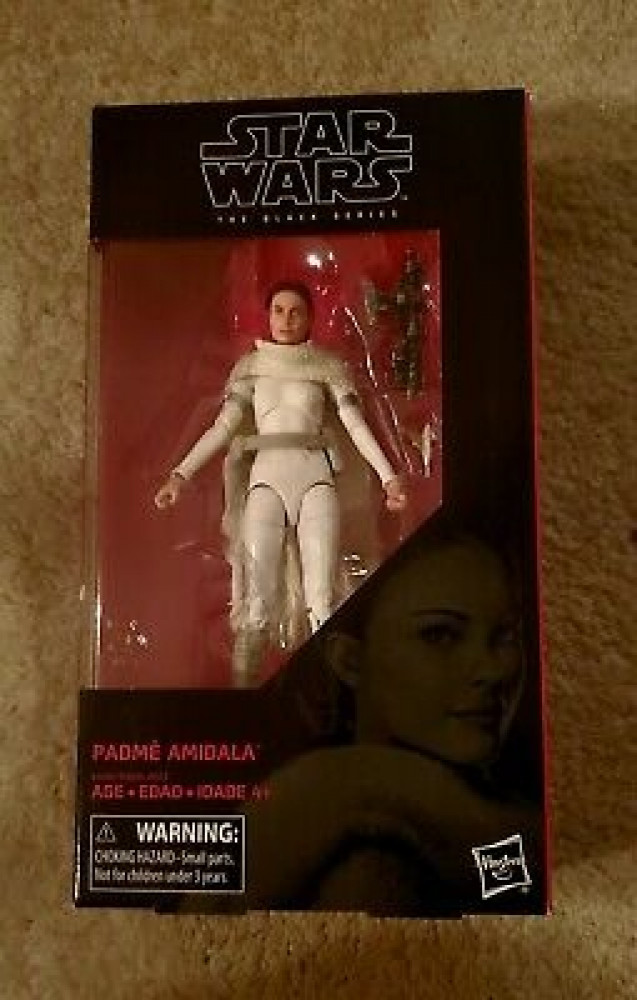 STAR
WARS
THE BLACK SERIES
PADMÉ AMIDALA
AGE • EDAD • IDADE 4+
⚠ WARNING:
CHOKING HAZARD - Small parts.
Not for children under 3 years.
Hasbro